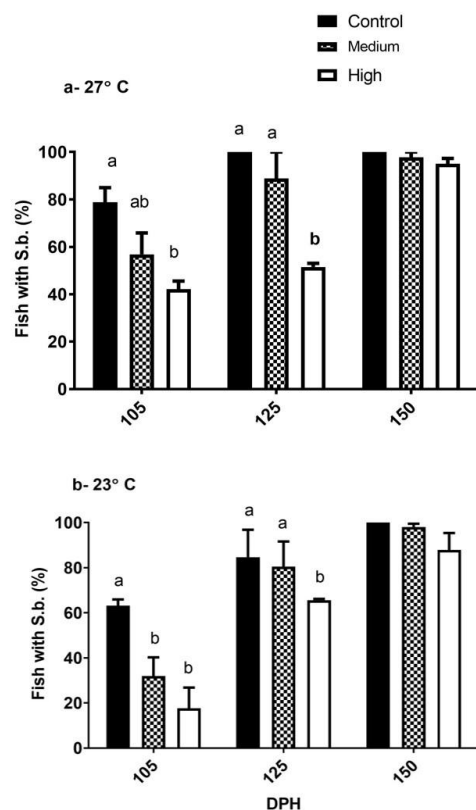 Control
Medium
High
a- 27° C
Fish with S.b. (%)
100
80
60
40
20
0
a
ab
b
a
a
b
105
125
150
b- 23° C
Fish with S.b. (%)
100
80
60
40
20
0
a
b
b
a
a
b
105
125
150
DPH